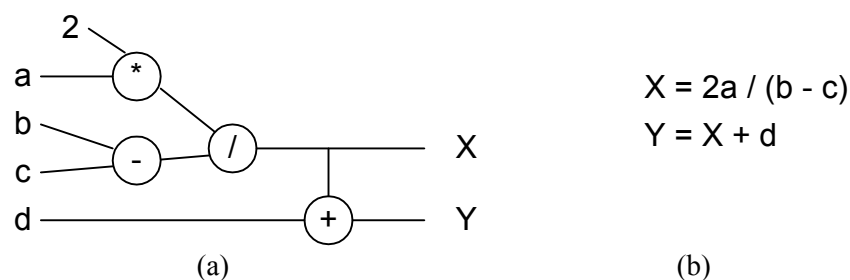 2
*
a
b
c
-
/
X
d
+
Y
X = 2a / (b - c)
Y = X + d
(a)
(b)